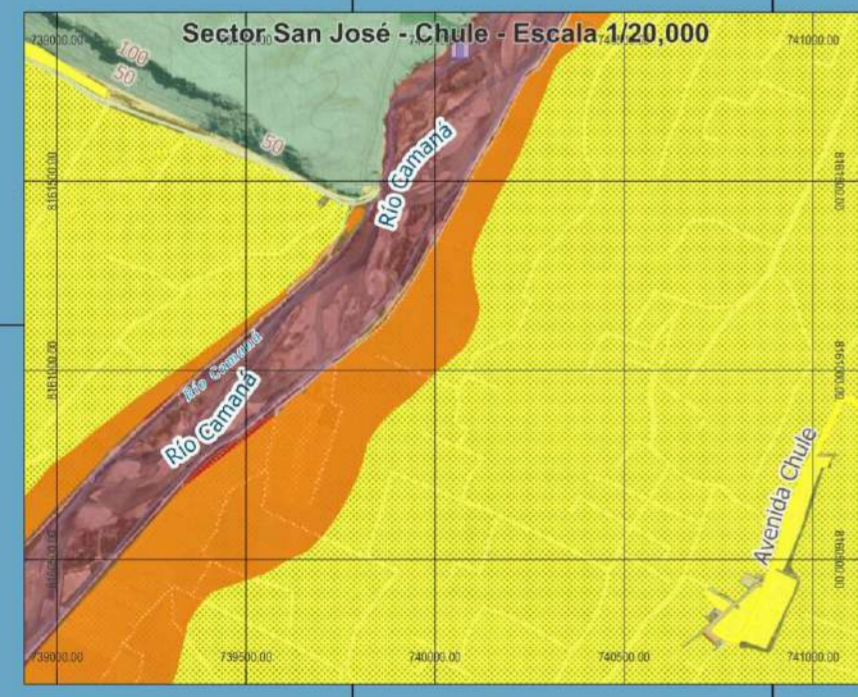 Sector San José - Chule - Escala 1/20,000
739000.00
741000.00
100
50
50
Río Camaná
8161500.00
Río Camaná
8161000.00
Río Camaná
Avenida Chule
739000.00 739500.00 740000.00 740500.00 741000.00